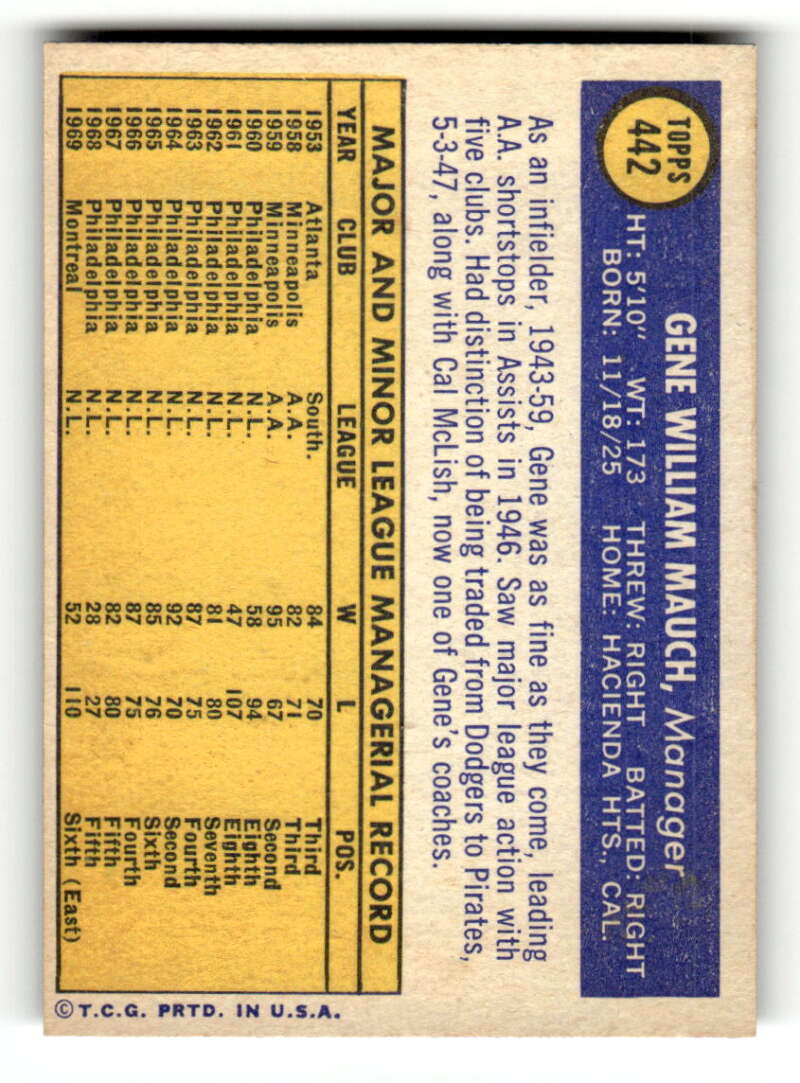 TOPPS
442
GENE WILLIAM MAUCH, Manager
HT: 5'10" WT: 173 THREW: RIGHT BATTED: RIGHT
BORN: 11/18/25 HOME: HACIENDA HTS., CAL.
As an infielder, 1943-59, Gene was as fine as they come, leading
A.A. shortstops in Assists in 1946. Saw major league action with
five clubs. Had distinction of being traded from Dodgers to Pirates,
5-3-47, along with Cal McLish, now one of Gene's coaches.
MAJOR AND MINOR LEAGUE MANAGERIAL RECORD
YEAR CLUB LEAGUE W L POS.
1953 Atlanta South. 84 70 Third
1958 Minneapolis A.A. 82 71 Third
1959 Minneapolis A.A. 95 67 Second
1960 Philadelphia N.L. 58 94 Eighth
1961 Philadelphia N.L. 47 107 Eighth
1962 Philadelphia N.L. 81 80 Seventh
1963 Philadelphia N.L. 87 75 Fourth
1964 Philadelphia N.L. 92 70 Second
1965 Philadelphia N.L. 85 76 Sixth
1966 Philadelphia N.L. 87 75 Fourth
1967 Philadelphia N.L. 82 80 Fifth
1968 Philadelphia N.L. 28 27 Fifth
1969 Montreal N.L. 52 110 Sixth (East)
© T.C.G. PRTD. IN U.S.A.